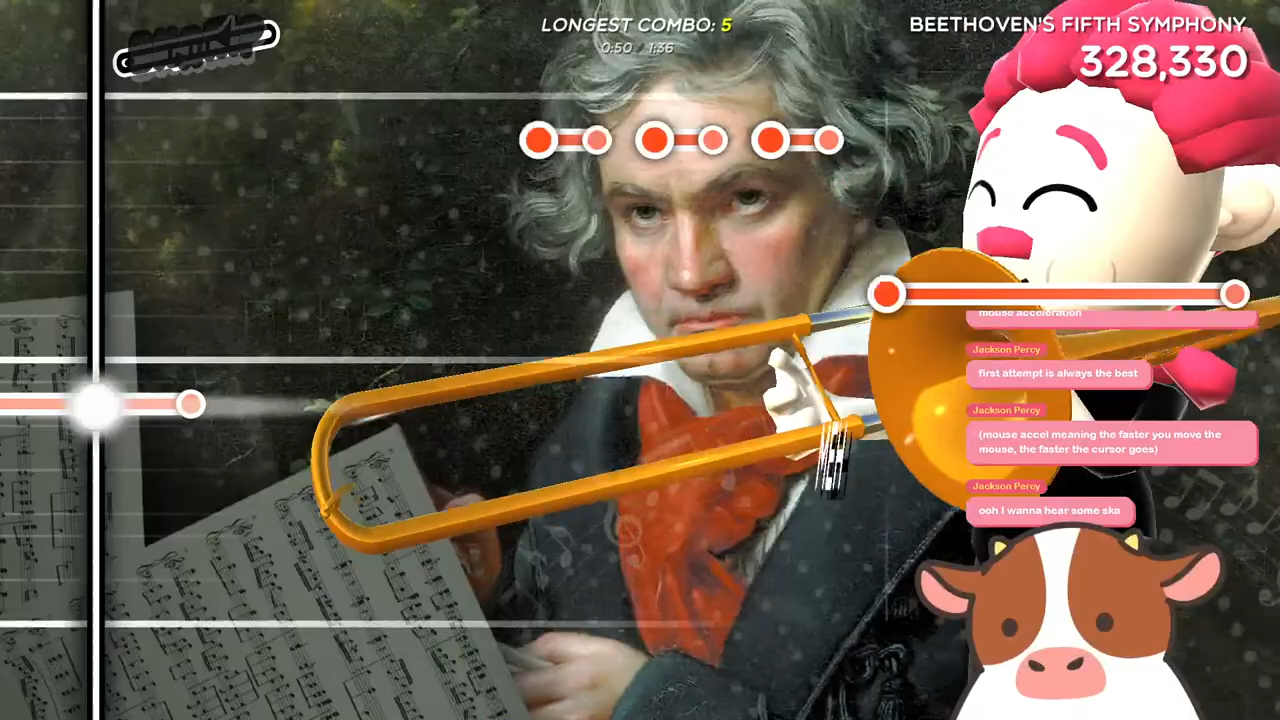 LONGEST COMBO: 5
0:50 / 1:36
BEETHOVEN'S FIFTH SYMPHONY
328,330
mouse acceleration
Jackson Percy
first attempt is always the best
Jackson Percy
(mouse accel meaning the faster you move the
mouse, the faster the cursor goes)
Jackson Percy
ooh I wanna hear some ska